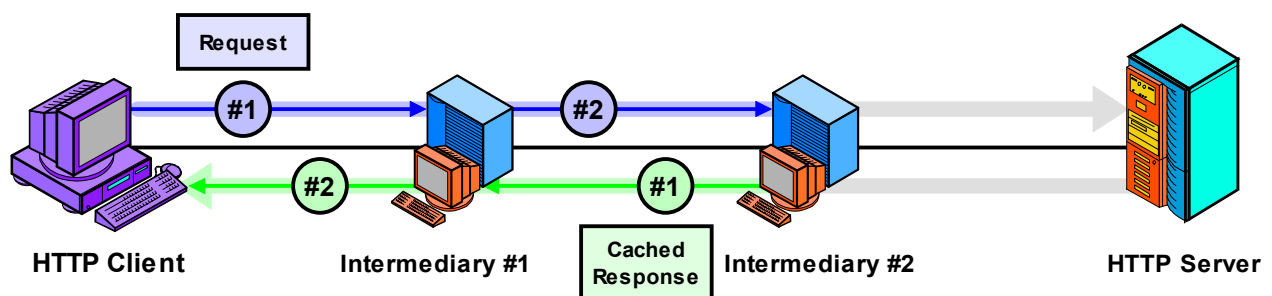 Request
#1
#2
#2
#1
HTTP Client
Intermediary #1
Cached
Response
Intermediary #2
HTTP Server